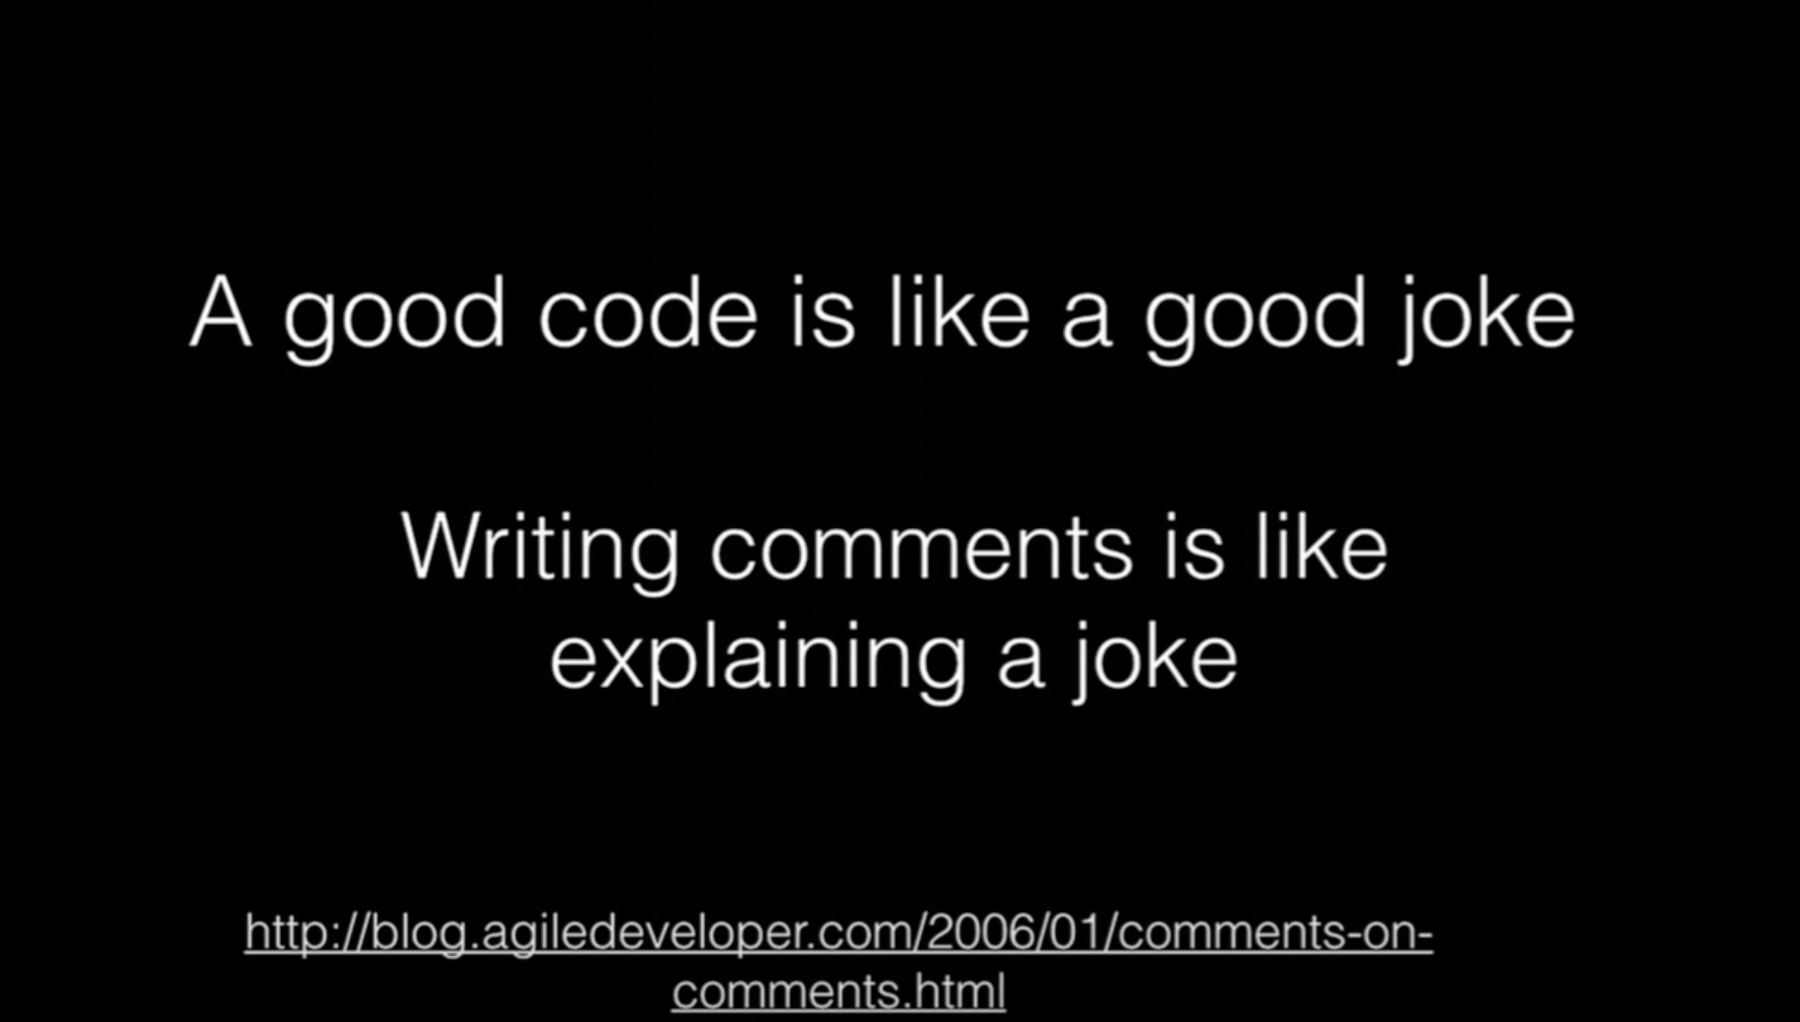 A good code is like a good joke
Writing comments is like
explaining a joke
http://blog.agiledeveloper.com/2006/01/comments-on-
comments.html